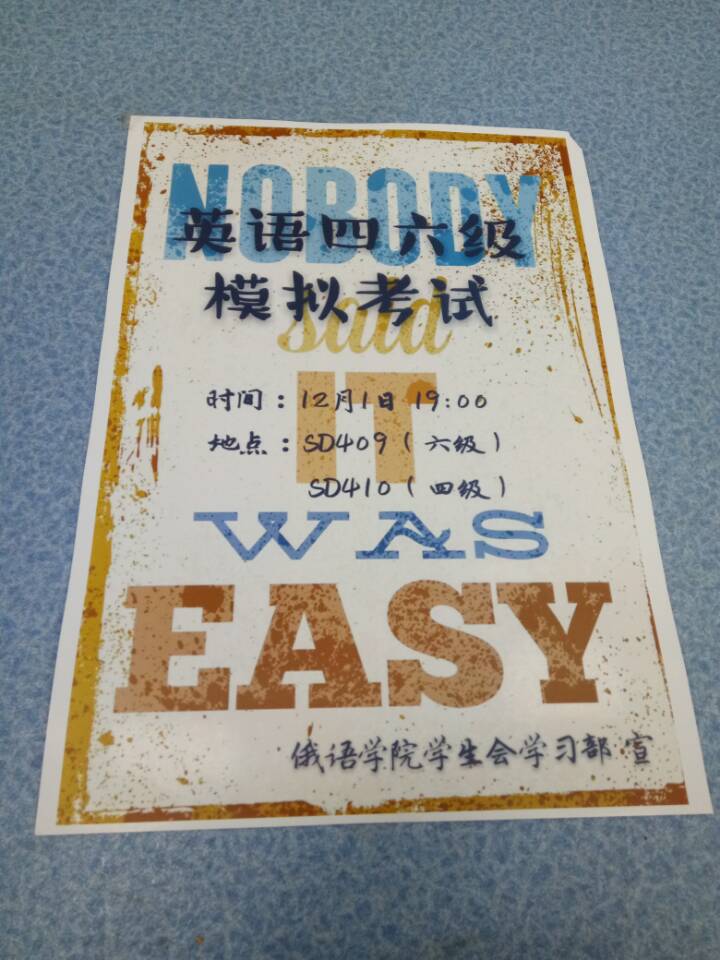 NOBODY
英语四六级
模拟考试
said
IT
时间：12月1日 19:00
地点：SD409（六级）
SD410（四级）
WAS
EASY
俄语学院学生会学习部 宣